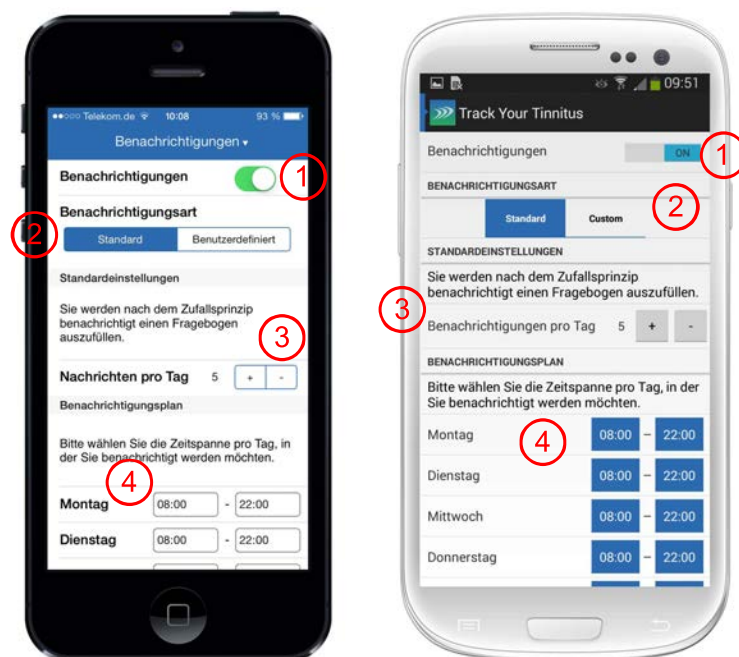 ●●○○○ Telekom.de 10:08 93 %
Benachrichtigungen ▾
Benachrichtigungen
1
Benachrichtigungsart
2
Standard Benutzerdefiniert
Standardeinstellungen
Sie werden nach dem Zufallsprinzip
benachrichtigt einen Fragebogen
auszufüllen.
3
Nachrichten pro Tag 5 + -
Benachrichtigungsplan
Bitte wählen Sie die Zeitspanne pro Tag, in
der Sie benachrichtigt werden möchten.
4
Montag 08:00 - 22:00
Dienstag 08:00 - 22:00
09:51
Track Your Tinnitus
Benachrichtigungen ON
1
BENACHRICHTIGUNGSART
2
Standard Custom
STANDARDEINSTELLUNGEN
Sie werden nach dem Zufallsprinzip
benachrichtigt einen Fragebogen auszufüllen.
3
Benachrichtigungen pro Tag 5 + -
BENACHRICHTIGUNGSPLAN
Bitte wählen Sie die Zeitspanne pro Tag, in der
Sie benachrichtigt werden möchten.
4
Montag 08:00 – 22:00
Dienstag 08:00 – 22:00
Mittwoch 08:00 – 22:00
Donnerstag 08:00 – 22:00